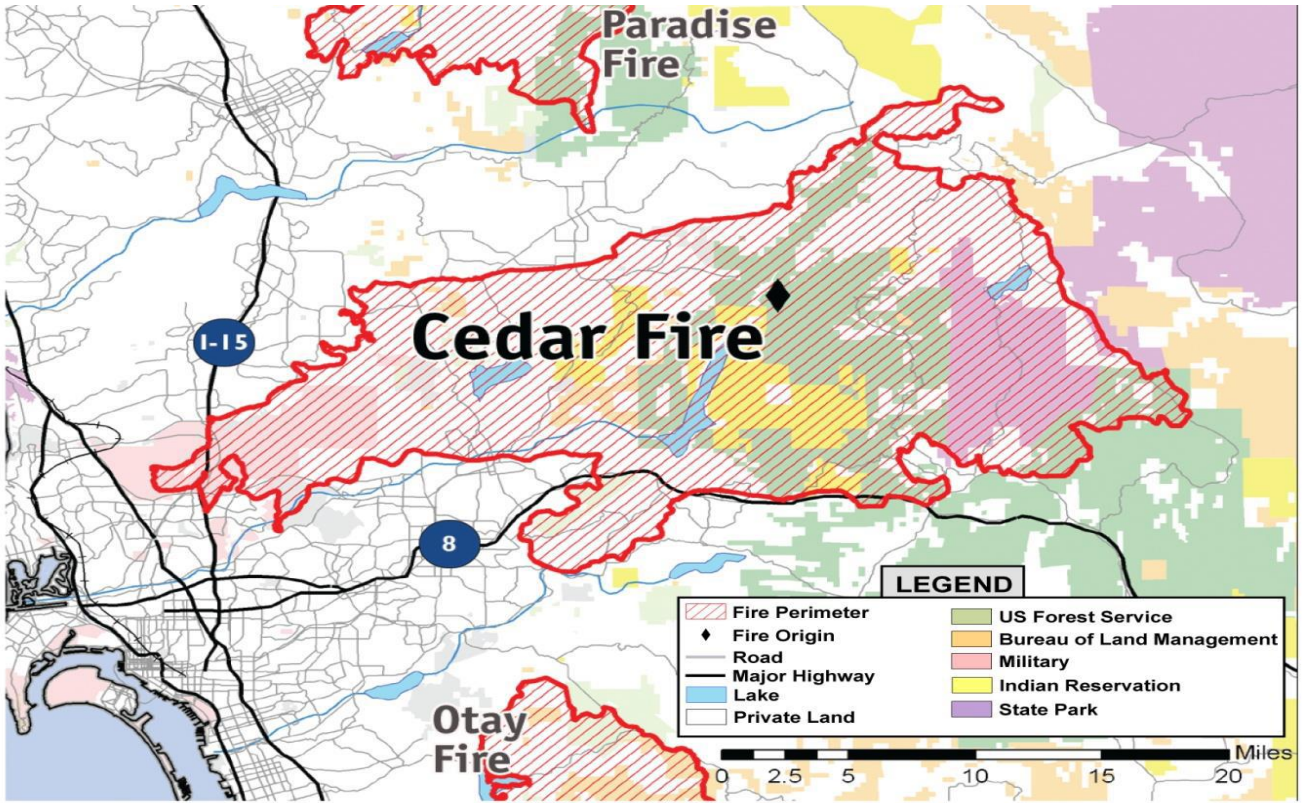 Paradise
Fire
I-15
Cedar Fire
8
Otay
Fire
LEGEND
Fire Perimeter
Fire Origin
Road
Major Highway
Lake
Private Land
US Forest Service
Bureau of Land Management
Military
Indian Reservation
State Park
Miles
0 2.5 5 10 15 20